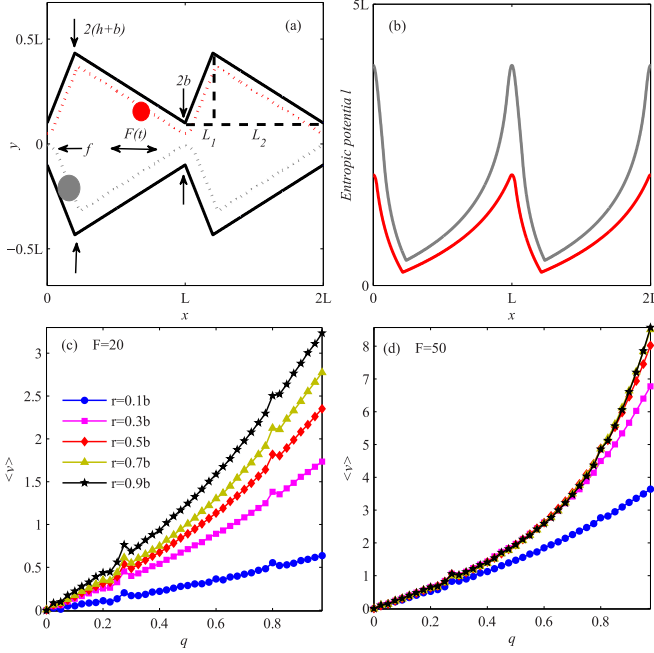 (a)
2(h+b)
2b
0.5L
0
−0.5L
y
f
F(t)
L1
L2
0
L
2L
x
(b)
5L
0
Entropic potential l
0
L
2L
x
(c) F=20
3
2.5
2
1.5
1
0.5
0
<v>
r=0.1b
r=0.3b
r=0.5b
r=0.7b
r=0.9b
0 0.2 0.4 0.6 0.8
q
(d) F=50
8
7
6
5
4
3
2
1
0
<v>
0 0.2 0.4 0.6 0.8
q